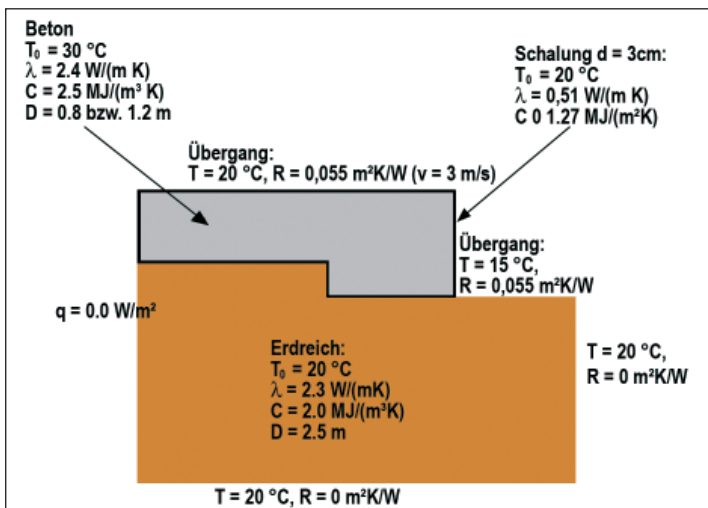 Beton
T₀ = 30 °C
λ = 2.4 W/(m K)
C = 2.5 MJ/(m³ K)
D = 0.8 bzw. 1.2 m
Schalung d = 3cm:
T₀ = 20 °C
λ = 0,51 W/(m K)
C 0 1.27 MJ/(m²K)
Übergang:
T = 20 °C, R = 0,055 m²K/W (v = 3 m/s)
Übergang:
T = 15 °C,
R = 0,055 m²K/W
q = 0.0 W/m²
Erdreich:
T₀ = 20 °C
λ = 2.3 W/(mK)
C = 2.0 MJ/(m³K)
D = 2.5 m
T = 20 °C,
R = 0 m²K/W
T = 20 °C, R = 0 m²K/W